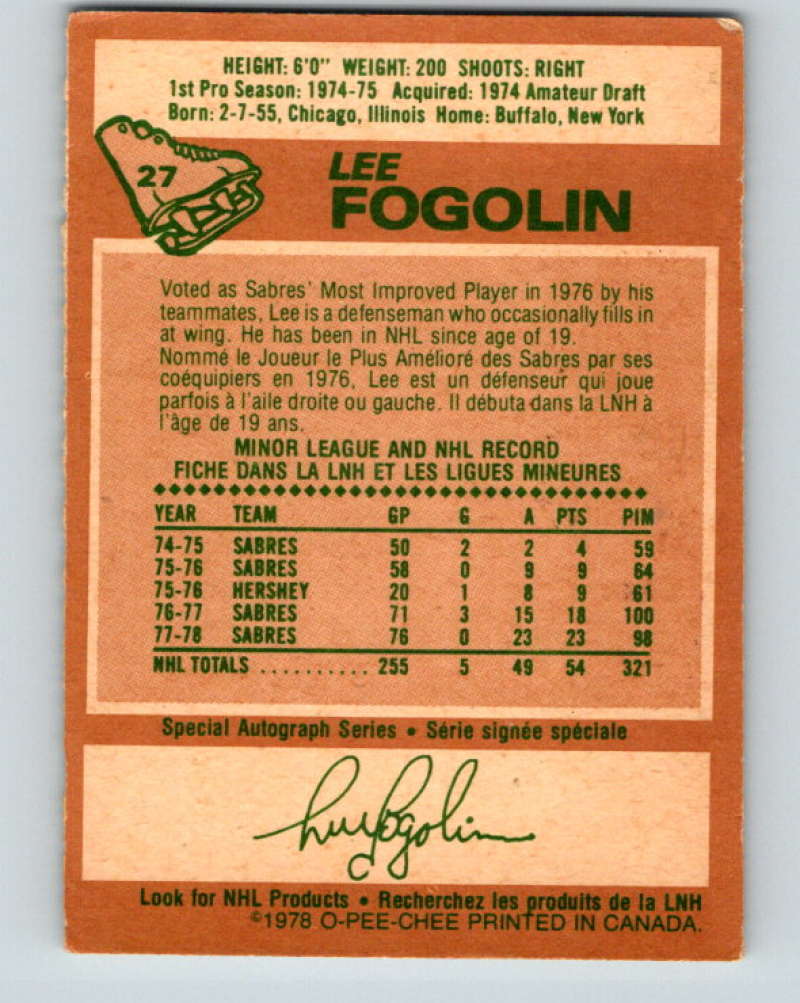 HEIGHT: 6'0" WEIGHT: 200 SHOOTS: RIGHT
1st Pro Season: 1974-75 Acquired: 1974 Amateur Draft
Born: 2-7-55, Chicago, Illinois Home: Buffalo, New York
27
LEE
FOGOLIN
Voted as Sabres' Most Improved Player in 1976 by his
teammates, Lee is a defenseman who occasionally fills in
at wing. He has been in NHL since age of 19.
Nommé le Joueur le Plus Amélioré des Sabres par ses
coéquipiers en 1976, Lee est un défenseur qui joue
parfois à l'aile droite ou gauche. Il débuta dans la LNH à
l'âge de 19 ans.
MINOR LEAGUE AND NHL RECORD
FICHE DANS LA LNH ET LES LIGUES MINEURES
YEAR TEAM GP G A PTS PIM
74-75 SABRES 50 2 2 4 59
75-76 SABRES 58 0 9 9 64
75-76 HERSHEY 20 1 8 9 61
76-77 SABRES 71 3 15 18 100
77-78 SABRES 76 0 23 23 98
NHL TOTALS .......... 255 5 49 54 321
Special Autograph Series • Série signée spéciale
Lee Fogolin
Look for NHL Products • Recherchez les produits de la LNH
©1978 O-PEE-CHEE PRINTED IN CANADA.